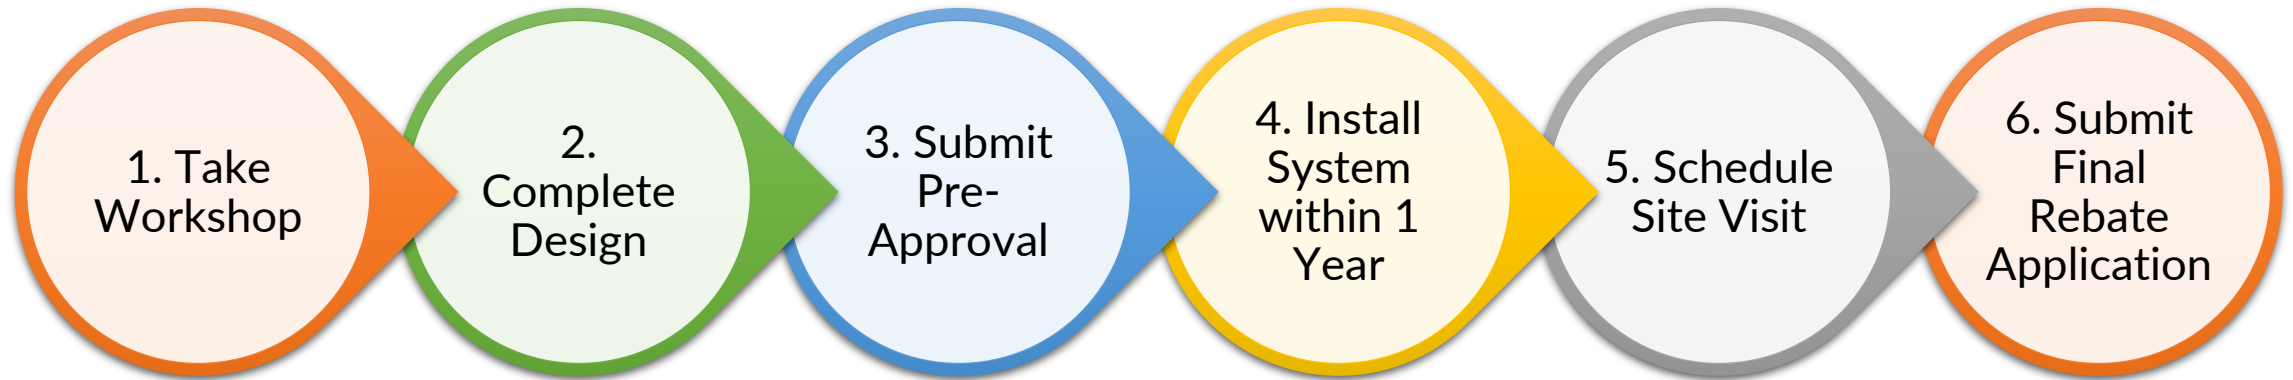 1. Take
Workshop
2.
Complete
Design
3. Submit
Pre-
Approval
4. Install
System
within 1
Year
5. Schedule
Site Visit
6. Submit
Final
Rebate
Application